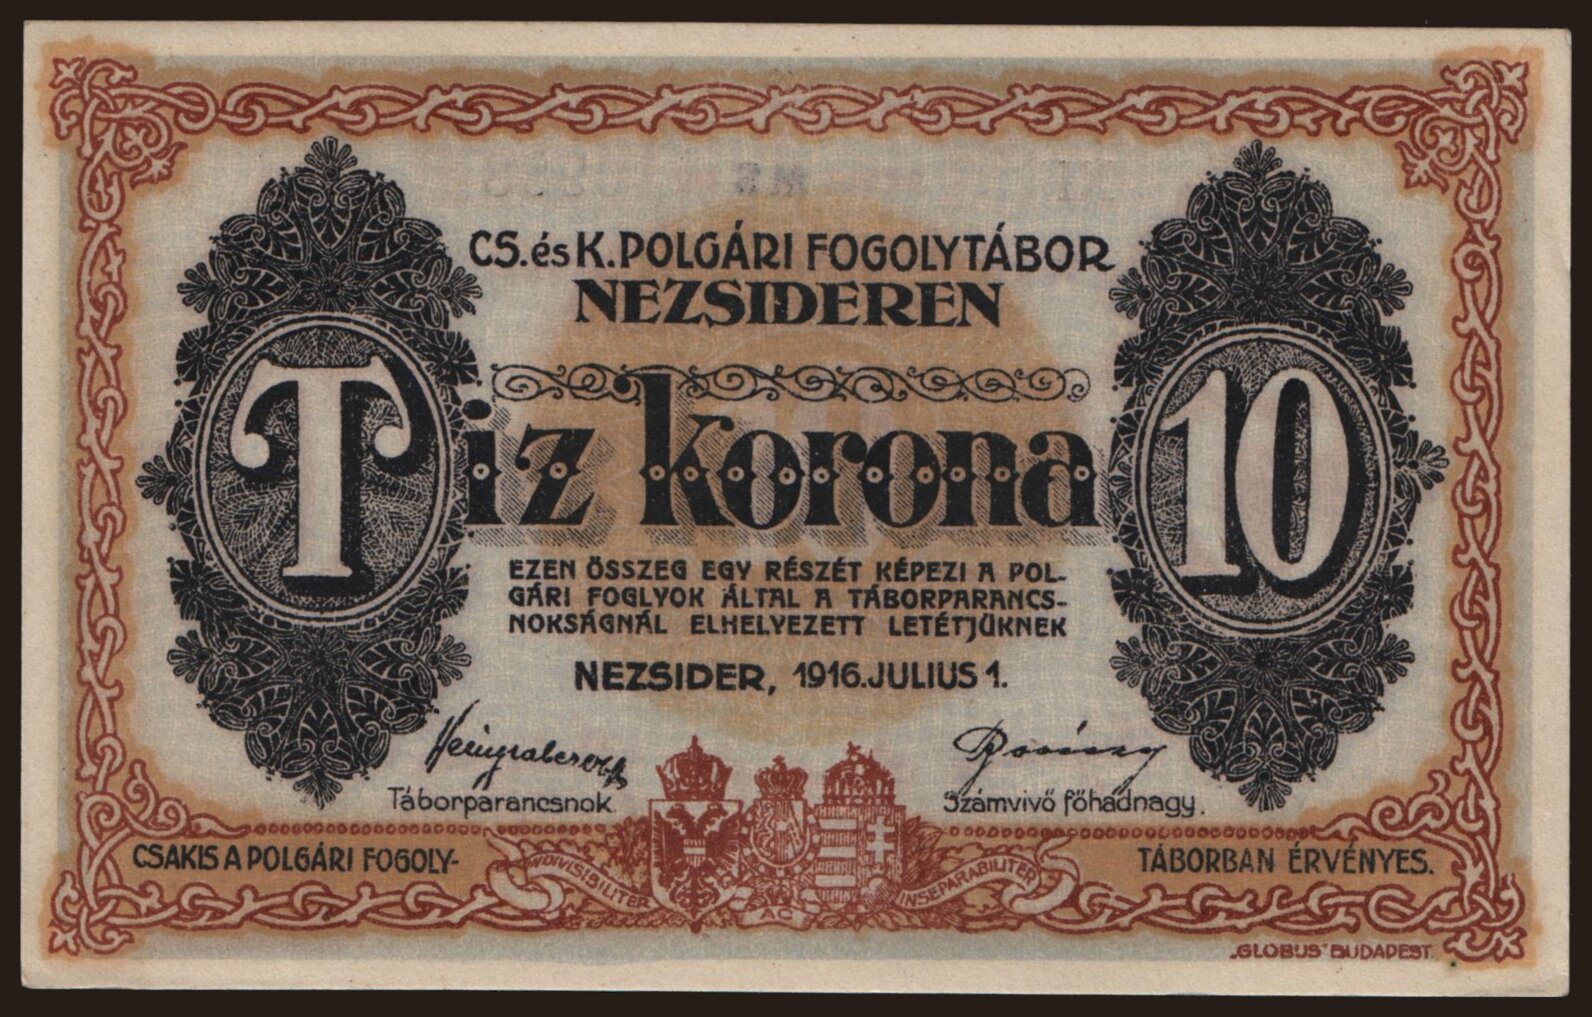 CS. és K. POLGÁRI FOGOLYTÁBOR
NEZSIDEREN
Tiz korona
10
EZEN ÖSSZEG EGY RÉSZÉT KÉPEZI A POL-
GÁRI FOGLYOK ÁLTAL A TÁBORPARANCS-
NOKSÁGNÁL ELHELYEZETT LETÉTJÜKNEK
NEZSIDER, 1916. JULIUS 1.
Táborparancsnok.
Számvivő főhadnagy.
CSAKIS A POLGÁRI FOGOLY-
TÁBORBAN ÉRVÉNYES.
INDIVISIBILITER
AC
INSEPARABILITER
„GLOBUS" BUDAPEST.